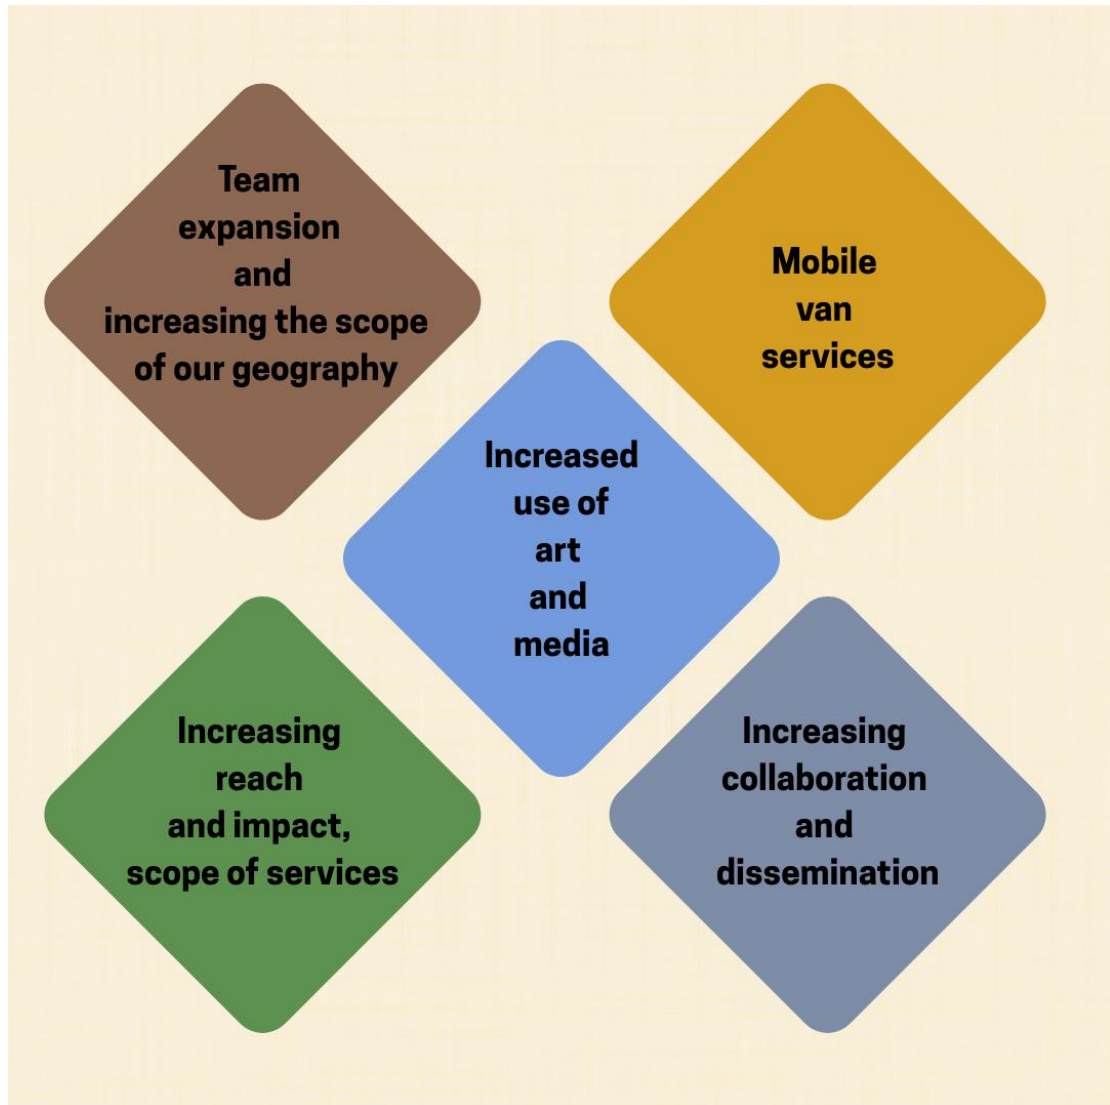 Team
expansion
and
increasing the scope
of our geography
Mobile
van
services
Increased
use of
art
and
media
Increasing
reach
and impact,
scope of services
Increasing
collaboration
and
dissemination